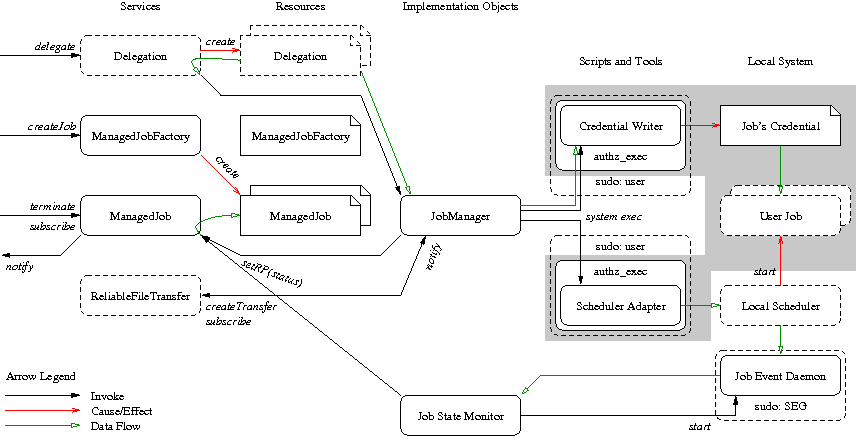 Services
Resources
Implementation Objects
delegate
create
Delegation
Delegation
Scripts and Tools
Local System
createJob
ManagedJobFactory
ManagedJobFactory
Credential Writer
Job's Credential
authz_exec
create
sudo: user
terminate
subscribe
ManagedJob
ManagedJob
JobManager
system exec
User Job
notify
setRP(status)
notify
sudo: user
authz_exec
start
ReliableFileTransfer
createTransfer
subscribe
Scheduler Adapter
Local Scheduler
Arrow Legend
Invoke
Cause/Effect
Data Flow
Job Event Daemon
sudo: SEG
Job State Monitor
start